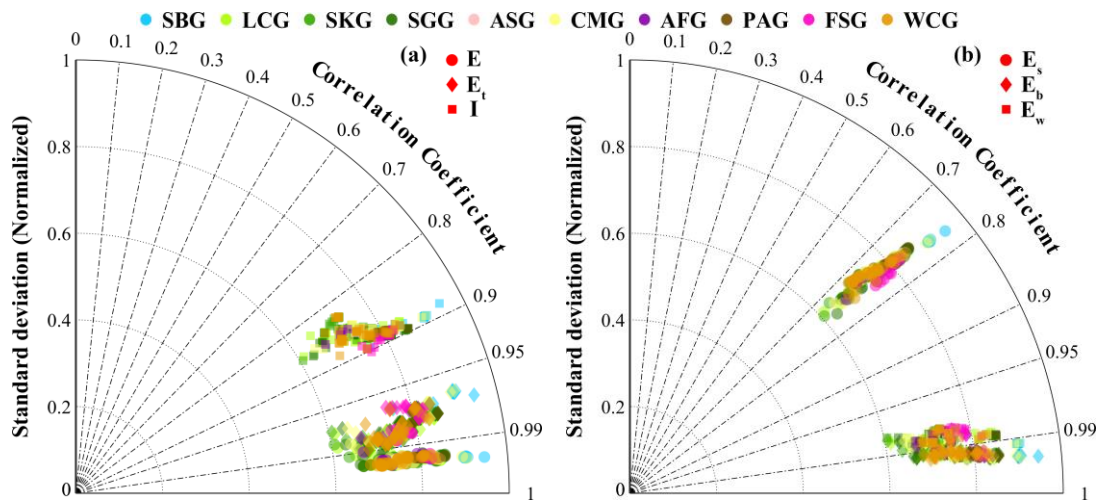 SBG LCG SKG SGG ASG CMG AFG PAG FSG WCG
(a)
E
Et
I
Standard deviation (Normalized)
1
0.8
0.6
0.4
0.2
0
Correlation Coefficient
0
0.1
0.2
0.3
0.4
0.5
0.6
0.7
0.8
0.9
0.95
0.99
1
(b)
Es
Eb
Ew
Standard deviation (Normalized)
1
0.8
0.6
0.4
0.2
0
Correlation Coefficient
0
0.1
0.2
0.3
0.4
0.5
0.6
0.7
0.8
0.9
0.95
0.99
1